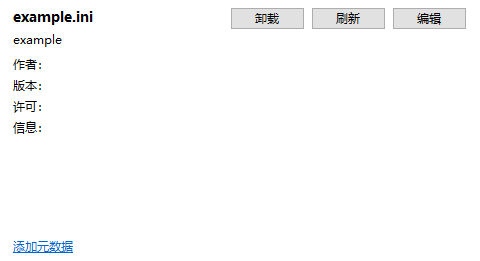 example.ini 卸载 刷新 编辑
example
作者：
版本：
许可：
信息：
添加元数据